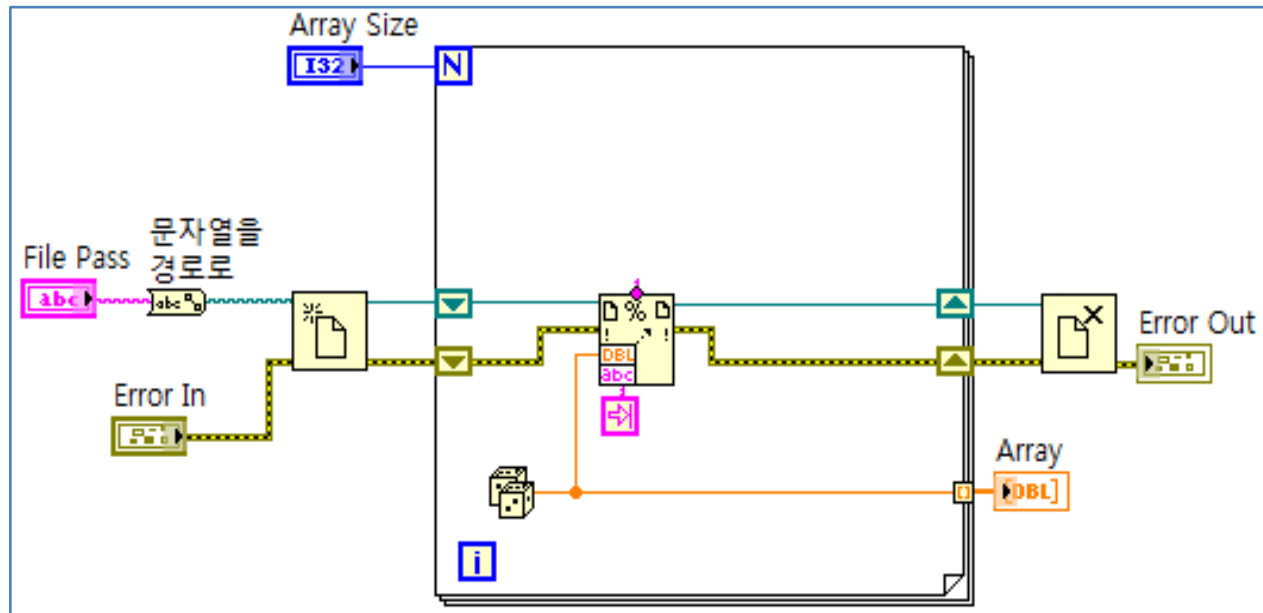 Array Size
I32
N
문자열을
경로로
File Pass
abc
abc
%
! !
DBL
abc
Error Out
Error In
Array
[DBL]
i